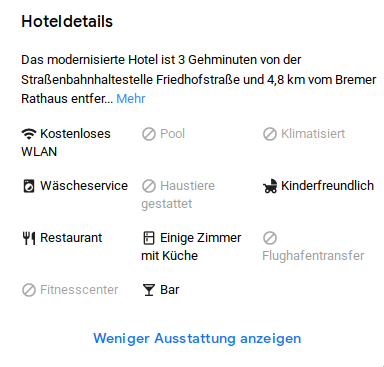 Hoteldetails
Das modernisierte Hotel ist 3 Gehminuten von der
Straßenbahnhaltestelle Friedhofstraße und 4,8 km vom Bremer
Rathaus entfer... Mehr
Kostenloses WLAN
Pool
Klimatisiert
Wäscheservice
Haustiere gestattet
Kinderfreundlich
Restaurant
Einige Zimmer mit Küche
Flughafentransfer
Fitnesscenter
Bar
Weniger Ausstattung anzeigen